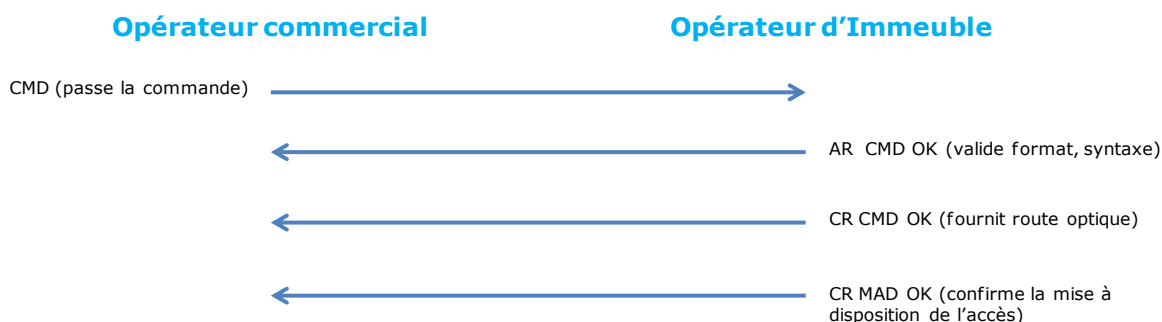 Opérateur commercial
Opérateur d’Immeuble
CMD (passe la commande)
AR CMD OK (valide format, syntaxe)
CR CMD OK (fournit route optique)
CR MAD OK (confirme la mise à
disposition de l’accès)